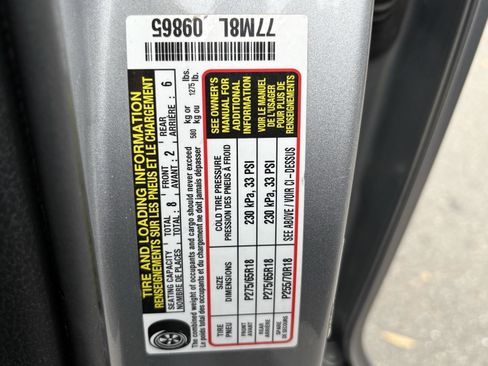 77M8L 09865
TIRE AND LOADING INFORMATION
RENSEIGNEMENTS SUR LES PNEUS ET LE CHARGEMENT
SEATING CAPACITY TOTAL : 8 FRONT : 2 REAR : 6
NOMBRE DE PLACES AVANT ARRIÈRE
The combined weight of occupants and cargo should never exceed 580 kg or 1275 lbs.
Le poids total des occupants et du chargement ne doit jamais dépasser kg ou lb.
TIRE SIZE COLD TIRE PRESSURE SEE OWNER'S MANUAL FOR ADDITIONAL INFORMATION
PNEU DIMENSIONS PRESSION DES PNEUS À FROID VOIR LE MANUEL DE L'USAGER POUR PLUS DE RENSEIGNEMENTS
FRONT AVANT P275/65R18 230 kPa, 33 PSI
REAR ARRIÈRE P275/65R18 230 kPa, 33 PSI
SPARE DE SECOURS P255/70R18 SEE ABOVE / VOIR CI - DESSUS